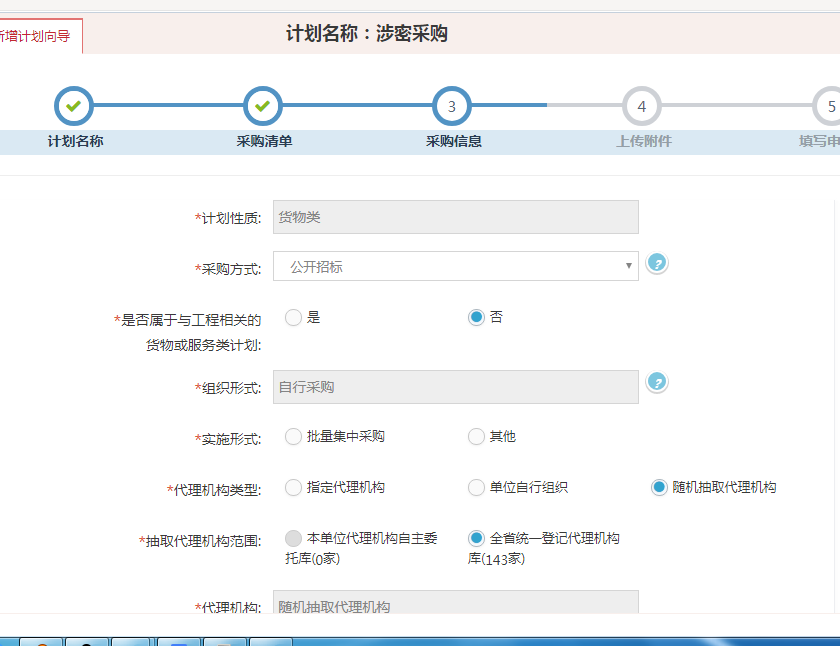 新增计划向导
计划名称：涉密采购
3 4 5
计划名称 采购清单 采购信息 上传附件 填写申
*计划性质: 货物类
*采购方式: 公开招标
*是否属于与工程相关的 是 否
货物或服务类计划:
*组织形式: 自行采购
*实施形式: 批量集中采购 其他
*代理机构类型: 指定代理机构 单位自行组织 随机抽取代理机构
*抽取代理机构范围: 本单位代理机构自主委 全省统一登记代理机构
托库(0家) 库(143家)
*代理机构: 随机抽取代理机构